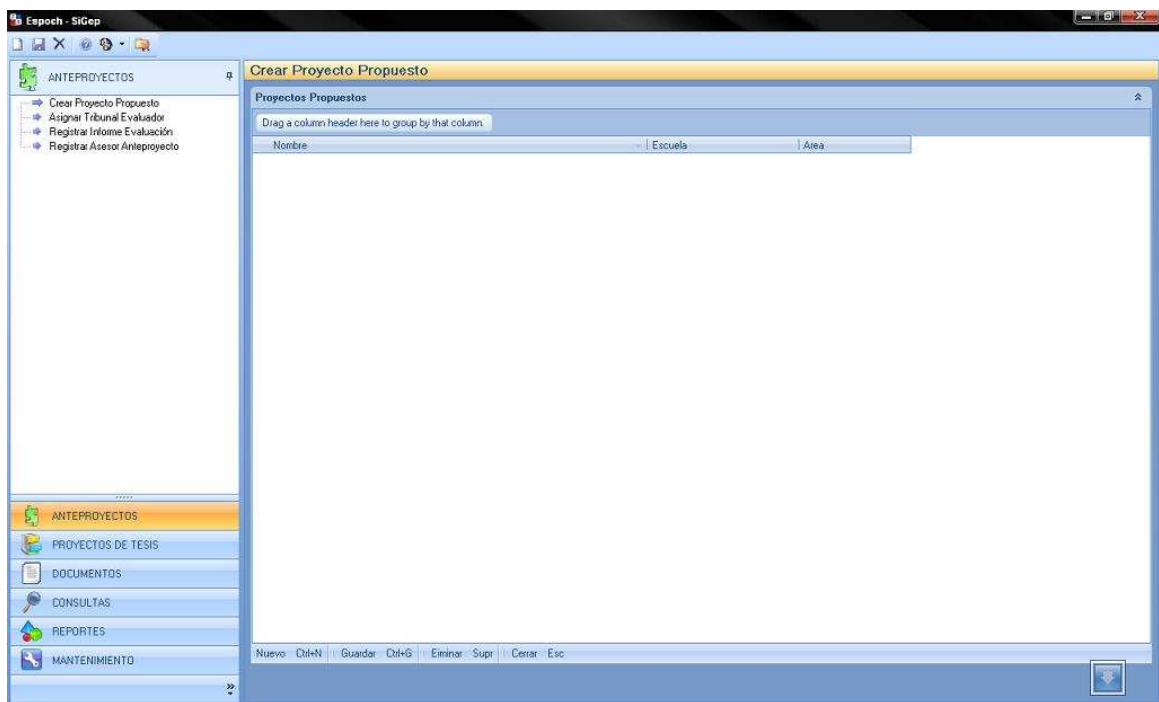 Espoch - SiGep
ANTEPROYECTOS
Crear Proyecto Propuesto
Asignar Tribunal Evaluador
Registrar Informe Evaluación
Registrar Asesor Anteproyecto
ANTEPROYECTOS
PROYECTOS DE TESIS
DOCUMENTOS
CONSULTAS
REPORTES
MANTENIMIENTO
Crear Proyecto Propuesto
Proyectos Propuestos
Drag a column header here to group by that column.
Nombre Escuela Area
Nuevo Ctrl+N Guardar Ctrl+G Eiminar Supr Cerrar Esc